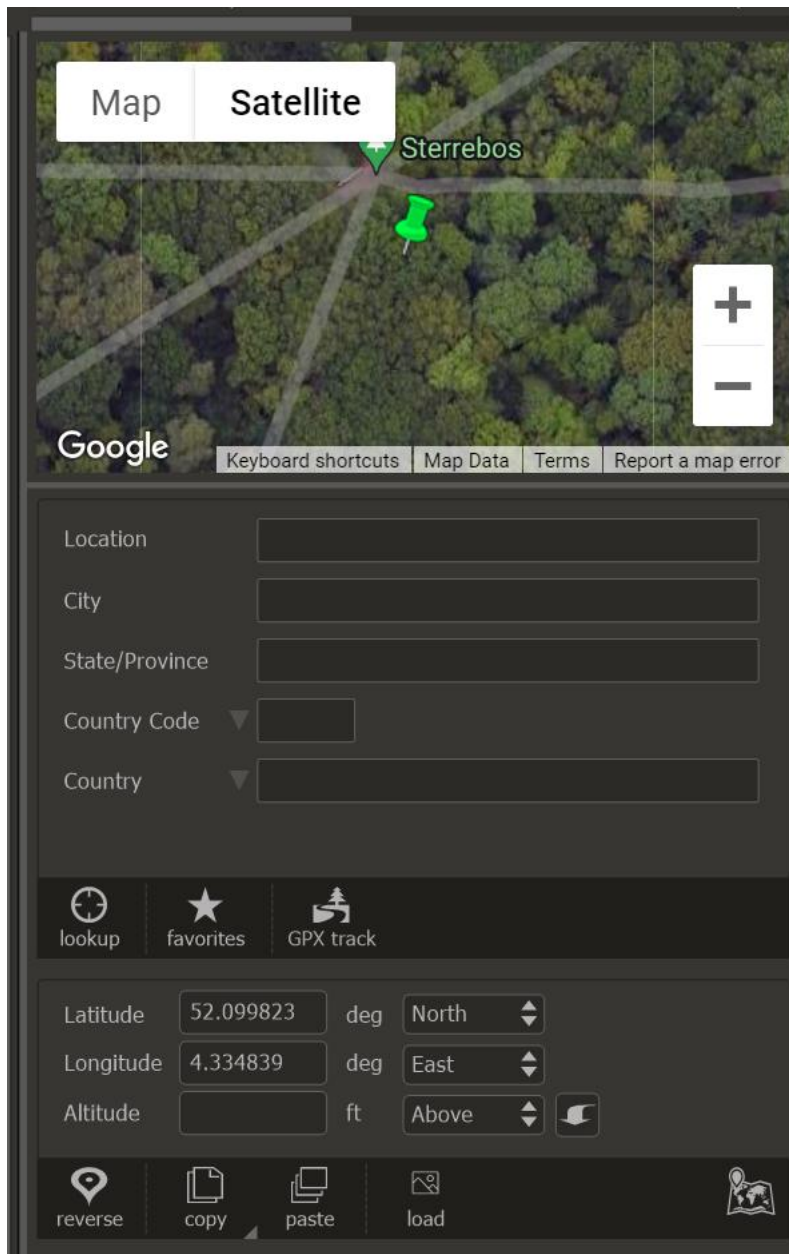 Map Satellite
Sterrebos
+
−
Google Keyboard shortcuts Map Data Terms Report a map error
Location
City
State/Province
Country Code
Country
lookup favorites GPX track
Latitude 52.099823 deg North
Longitude 4.334839 deg East
Altitude ft Above
reverse copy paste load